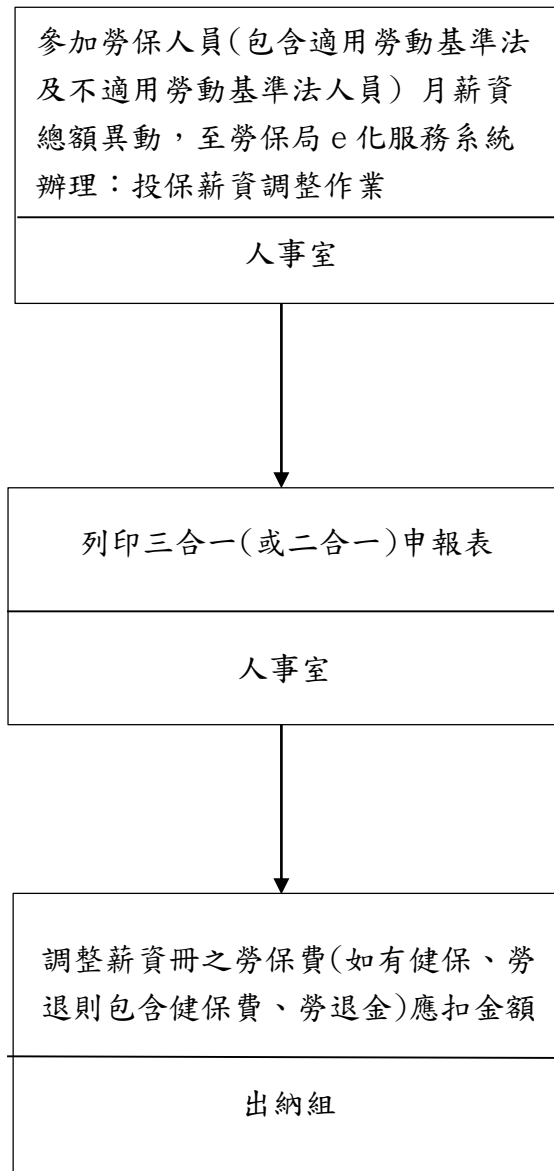 參加勞保人員(包含適用勞動基準法
及不適用勞動基準法人員) 月薪資
總額異動，至勞保局 e 化服務系統
辦理：投保薪資調整作業
人事室
列印三合一(或二合一)申報表
人事室
調整薪資冊之勞保費(如有健保、勞
退則包含健保費、勞退金)應扣金額
出納組